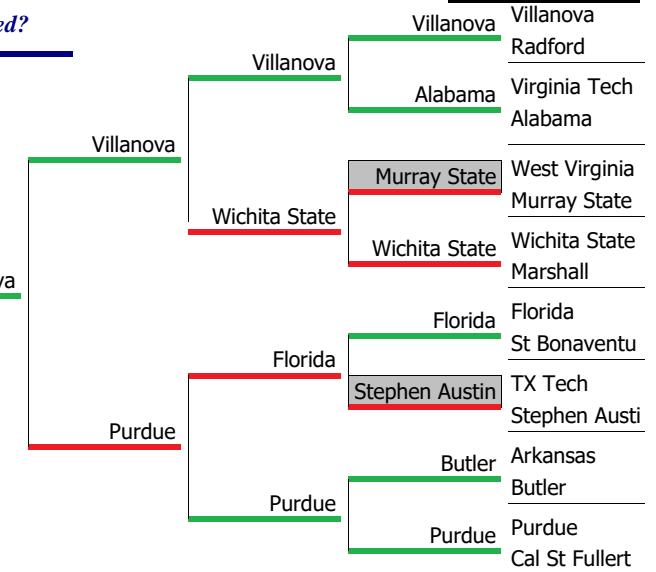 ed?
Villanova
Villanova
Radford
Villanova
Alabama
Virginia Tech
Alabama
Villanova
Murray State
West Virginia
Murray State
Wichita State
Wichita State
Wichita State
Marshall
va
Florida
Florida
St Bonaventu
Florida
Stephen Austin
TX Tech
Stephen Austi
Purdue
Butler
Arkansas
Butler
Purdue
Purdue
Purdue
Cal St Fullert